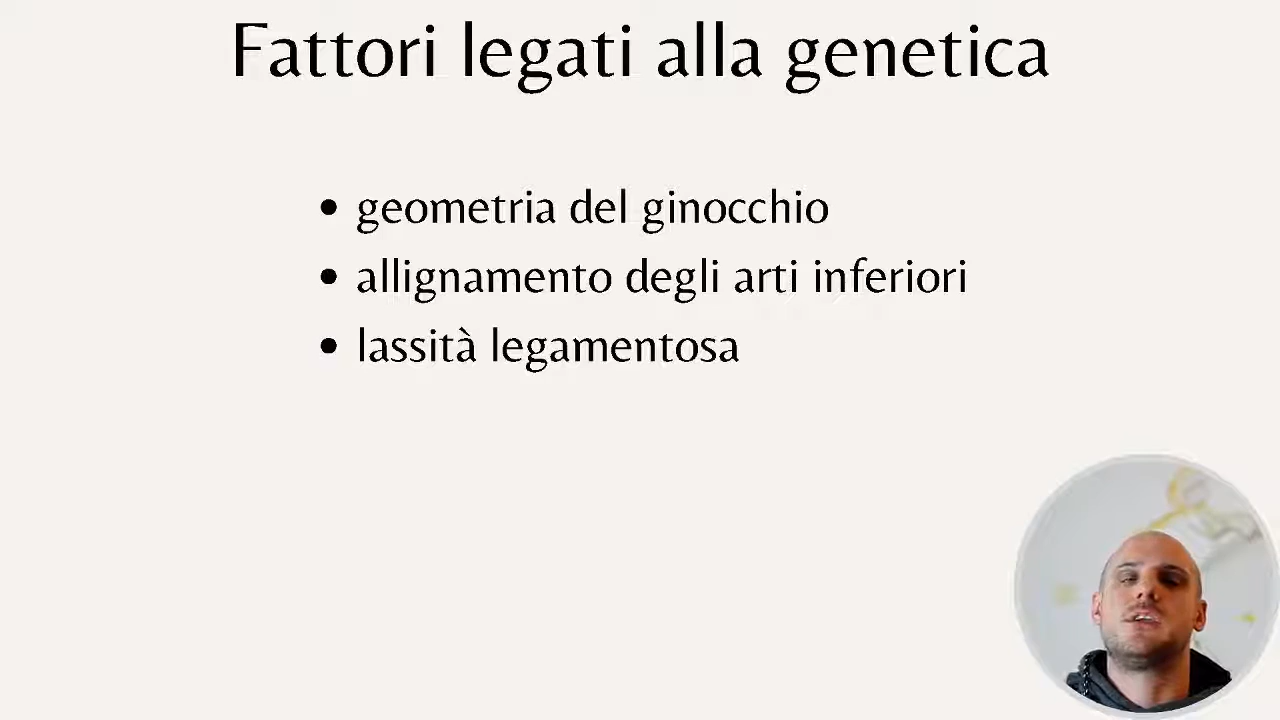 Fattori legati alla genetica
• geometria del ginocchio
• allignamento degli arti inferiori
• lassità legamentosa